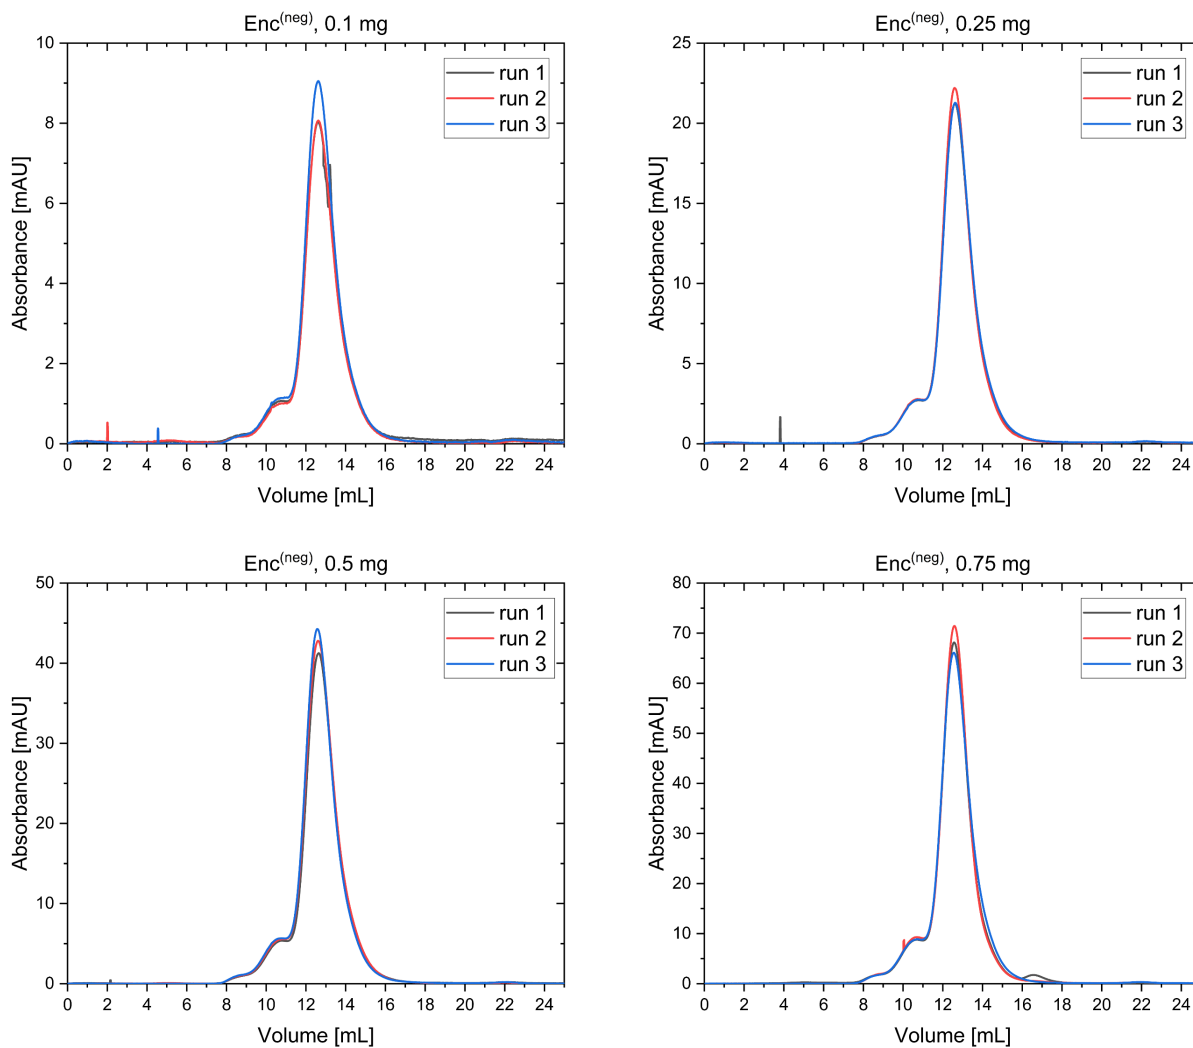 Enc(neg), 0.1 mg
10
8
6
4
2
0
Absorbance [mAU]
run 1
run 2
run 3
0 2 4 6 8 10 12 14 16 18 20 22 24
Volume [mL]
Enc(neg), 0.25 mg
25
20
15
10
5
0
Absorbance [mAU]
run 1
run 2
run 3
0 2 4 6 8 10 12 14 16 18 20 22 24
Volume [mL]
Enc(neg), 0.5 mg
50
40
30
20
10
0
Absorbance [mAU]
run 1
run 2
run 3
0 2 4 6 8 10 12 14 16 18 20 22 24
Volume [mL]
Enc(neg), 0.75 mg
80
70
60
50
40
30
20
10
0
Absorbance [mAU]
run 1
run 2
run 3
0 2 4 6 8 10 12 14 16 18 20 22 24
Volume [mL]